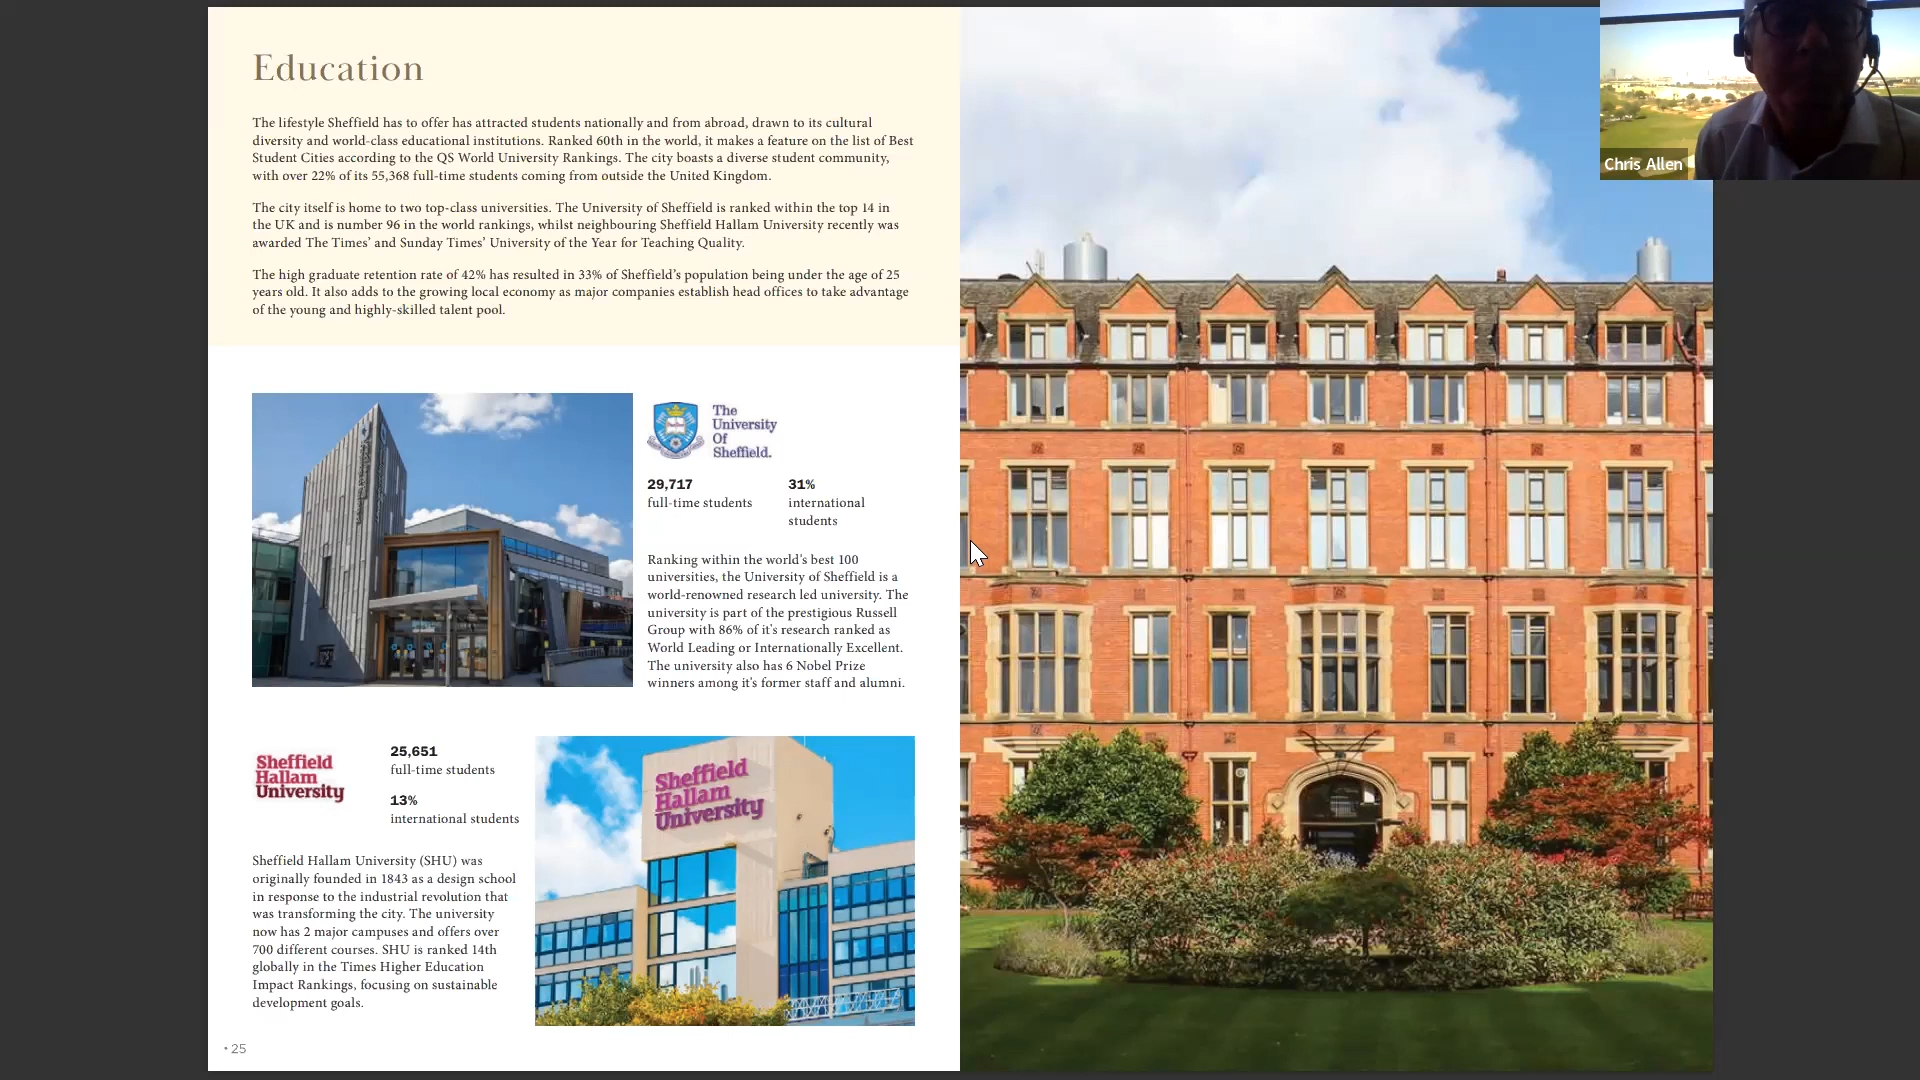 Education
The lifestyle Sheffield has to offer has attracted students nationally and from abroad, drawn to its cultural
diversity and world-class educational institutions. Ranked 60th in the world, it makes a feature on the list of Best
Student Cities according to the QS World University Rankings. The city boasts a diverse student community,
with over 22% of its 55,368 full-time students coming from outside the United Kingdom.
The city itself is home to two top-class universities. The University of Sheffield is ranked within the top 14 in
the UK and is number 96 in the world rankings, whilst neighbouring Sheffield Hallam University recently was
awarded The Times' and Sunday Times' University of the Year for Teaching Quality.
The high graduate retention rate of 42% has resulted in 33% of Sheffield's population being under the age of 25
years old. It also adds to the growing local economy as major companies establish head offices to take advantage
of the young and highly-skilled talent pool.
The
University
Of
Sheffield.
29,717
full-time students
31%
international
students
Ranking within the world's best 100
universities, the University of Sheffield is a
world-renowned research led university. The
university is part of the prestigious Russell
Group with 86% of it's research ranked as
World Leading or Internationally Excellent.
The university also has 6 Nobel Prize
winners among it's former staff and alumni.
Sheffield
Hallam
University
25,651
full-time students
13%
international students
Sheffield Hallam University (SHU) was
originally founded in 1843 as a design school
in response to the industrial revolution that
was transforming the city. The university
now has 2 major campuses and offers over
700 different courses. SHU is ranked 14th
globally in the Times Higher Education
Impact Rankings, focusing on sustainable
development goals.
Sheffield
Hallam
University
• 25
Chris Allen